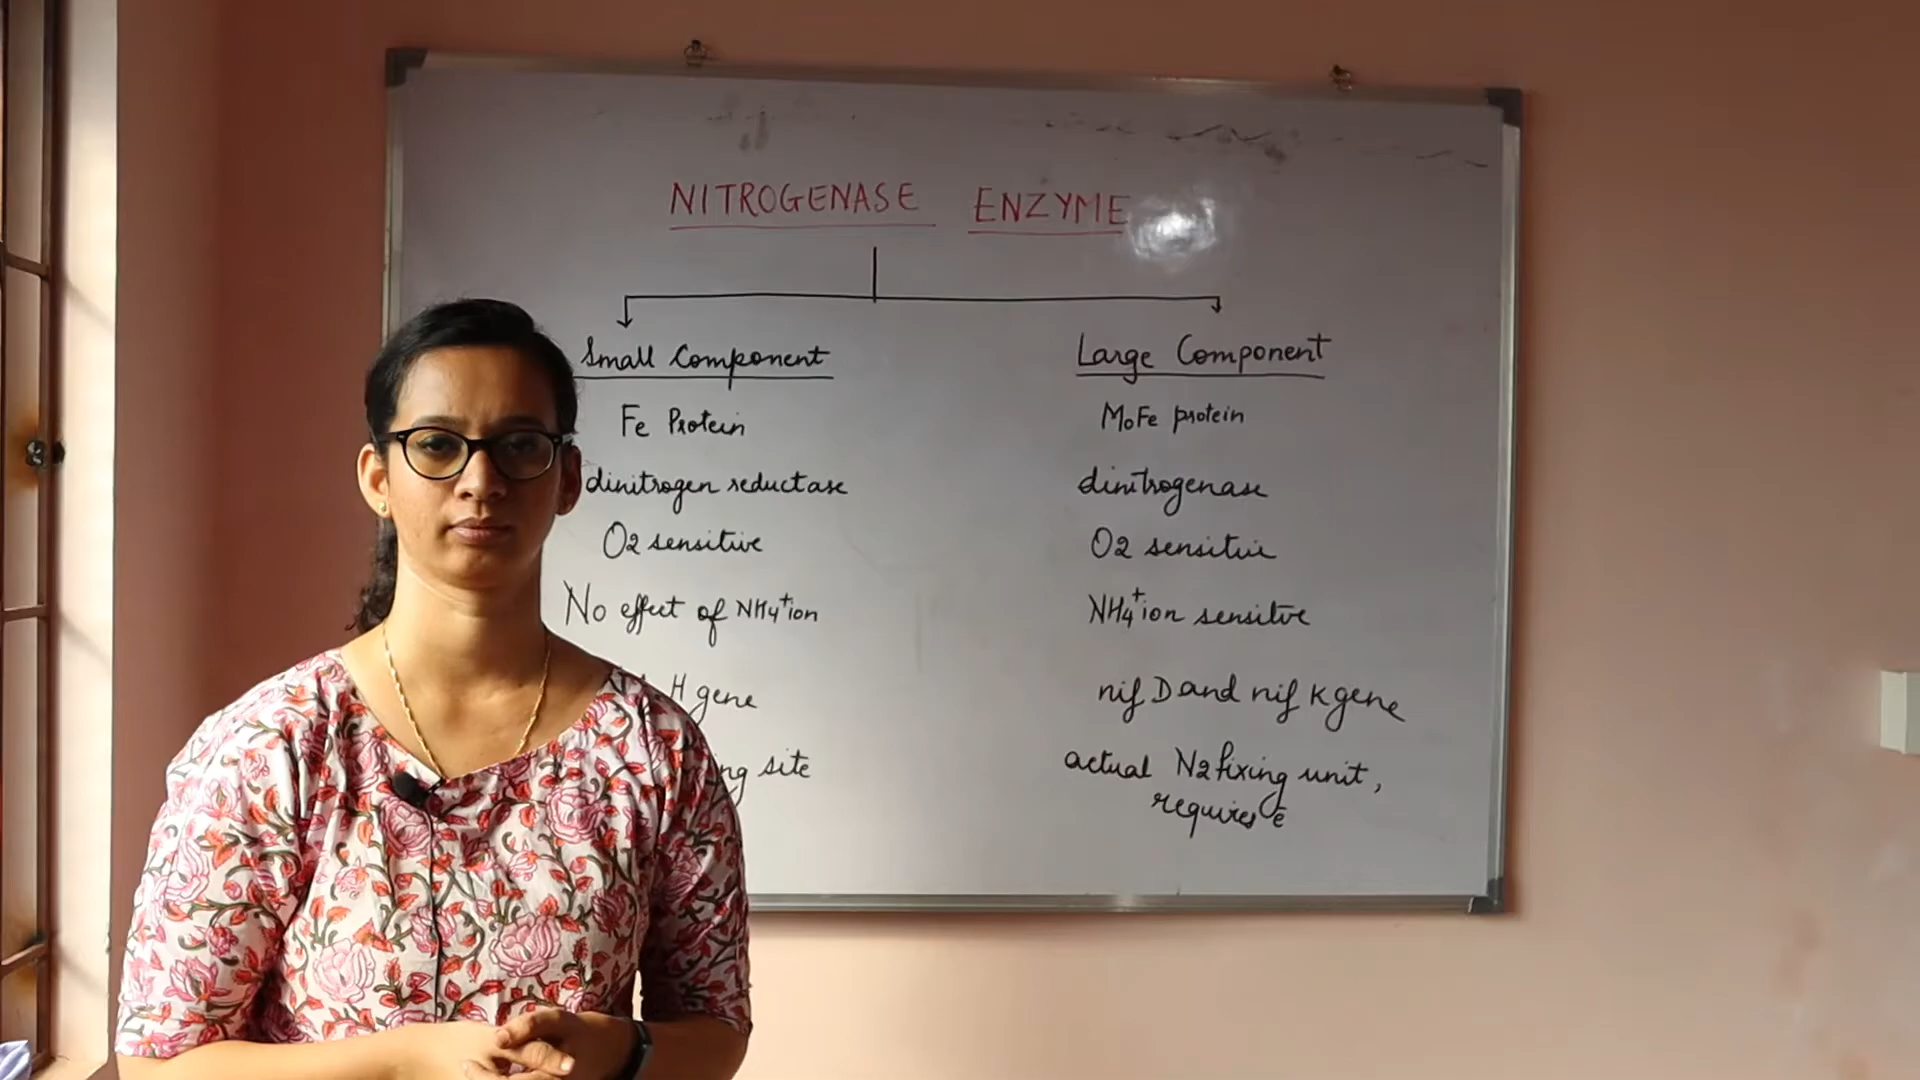 NITROGENASE ENZYME
Small Component
Large Component
Fe Protein
MoFe protein
dinitrogen reductase
dinitrogenase
O2 sensitive
O2 sensitive
No effect of NH4+ion
NH4+ion sensitve
H gene
nif D and nif K gene
site
actual N2 fixing unit,
requires ē